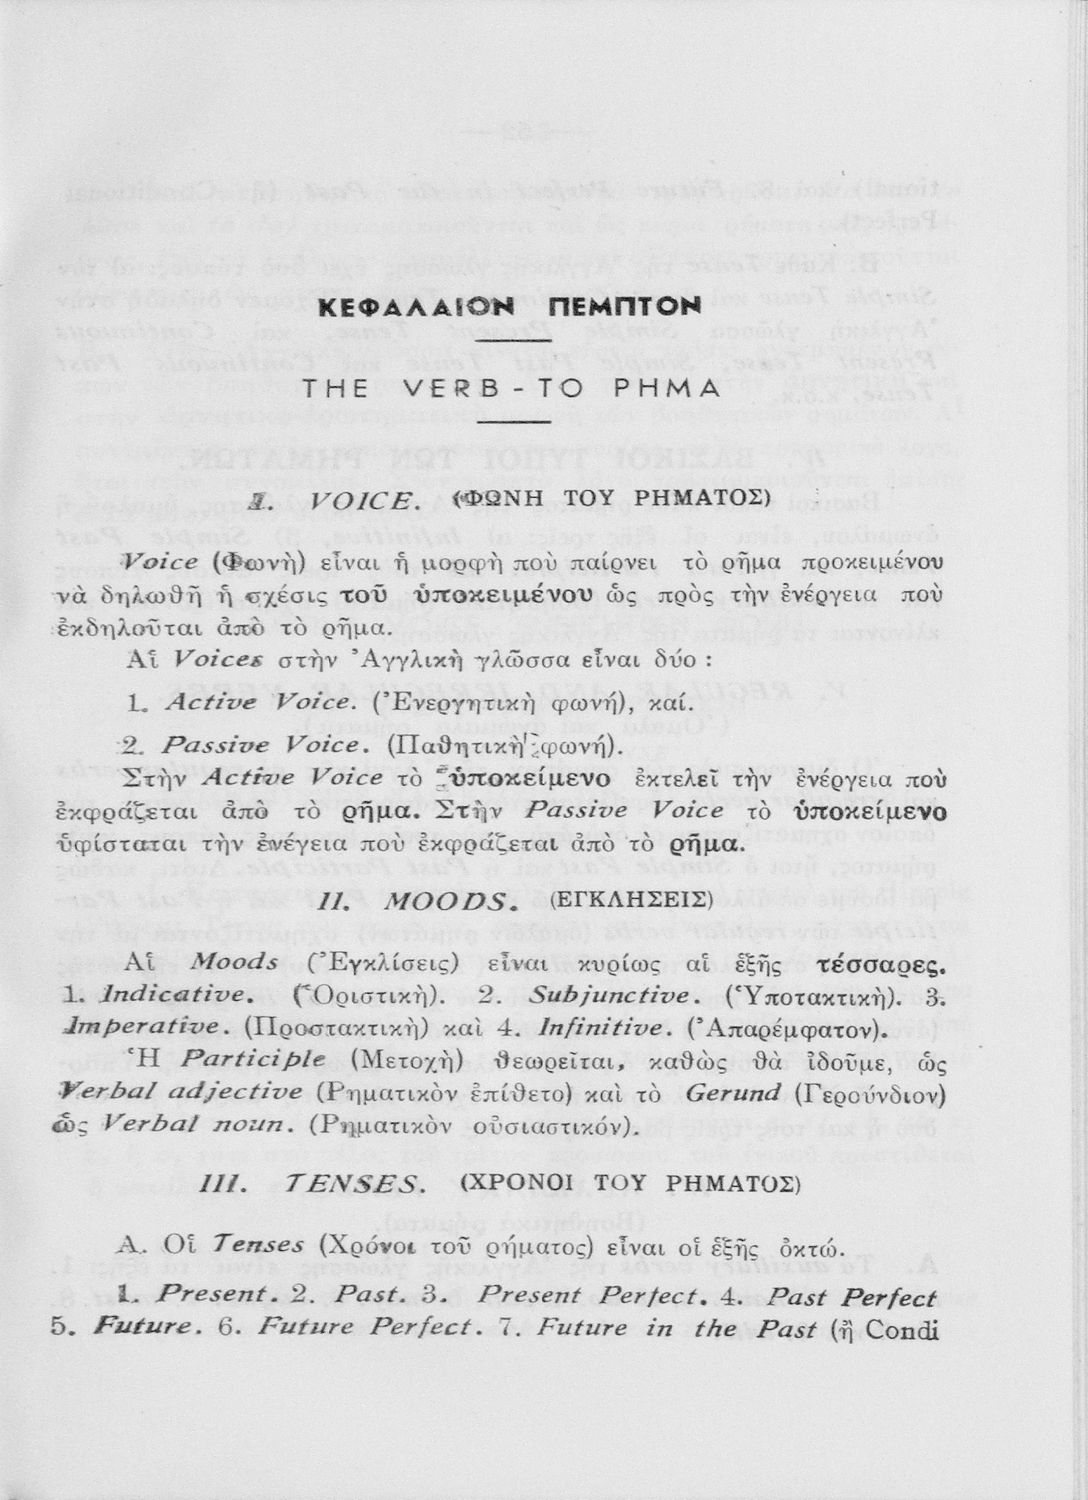 ΚΕΦΑΛΑΙΟΝ ΠΕΜΠΤΟΝ
THE VERB - ΤΟ ΡΗΜΑ
I. VOICE. (ΦΩΝΗ ΤΟΥ ΡΗΜΑΤΟΣ)
Voice (Φωνὴ) εἶναι ἡ μορφὴ ποὺ παίρνει τὸ ρῆμα προκειμένου
νὰ δηλωθῆ ἡ σχέσις τοῦ ὑποκειμένου ὡς πρὸς τὴν ἐνέργεια ποὺ
ἐκδηλοῦται ἀπὸ τὸ ρῆμα.
Αἱ Voices στὴν Ἀγγλικὴ γλῶσσα εἶναι δύο :
1. Active Voice. (Ἐνεργητικὴ φωνή), καί.
2. Passive Voice. (Παθητικὴ φωνή).
Στὴν Active Voice τὸ ὑποκείμενο ἐκτελεῖ τὴν ἐνέργεια ποὺ
ἐκφράζεται ἀπὸ τὸ ρῆμα. Στὴν Passive Voice τὸ ὑποκείμενο
ὑφίσταται τὴν ἐνέγεια ποὺ ἐκφράζεται ἀπὸ τὸ ρῆμα.
II. MOODS. (ΕΓΚΛΗΣΕΙΣ)
Αἱ Moods (Ἐγκλίσεις) εἶναι κυρίως αἱ ἑξῆς τέσσαρες.
1. Indicative. (Ὁριστικὴ). 2. Subjunctive. (Ὑποτακτικὴ). 3.
Imperative. (Προστακτικὴ) καὶ 4. Infinitive. (Ἀπαρέμφατον).
Ἡ Participle (Μετοχὴ) θεωρεῖται, καθὼς θὰ ἰδοῦμε, ὡς
Verbal adjective (Ρηματικὸν ἐπίθετο) καὶ τὸ Gerund (Γερούνδιον)
ὡς Verbal noun. (Ρηματικὸν οὐσιαστικόν).
III. TENSES. (ΧΡΟΝΟΙ ΤΟΥ ΡΗΜΑΤΟΣ)
Α. Οἱ Tenses (Χρόνοι τοῦ ρήματος) εἶναι οἱ ἑξῆς ὀκτώ.
1. Present. 2. Past. 3. Present Perfect. 4. Past Perfect
5. Future. 6. Future Perfect. 7. Future in the Past (ἢ Condi